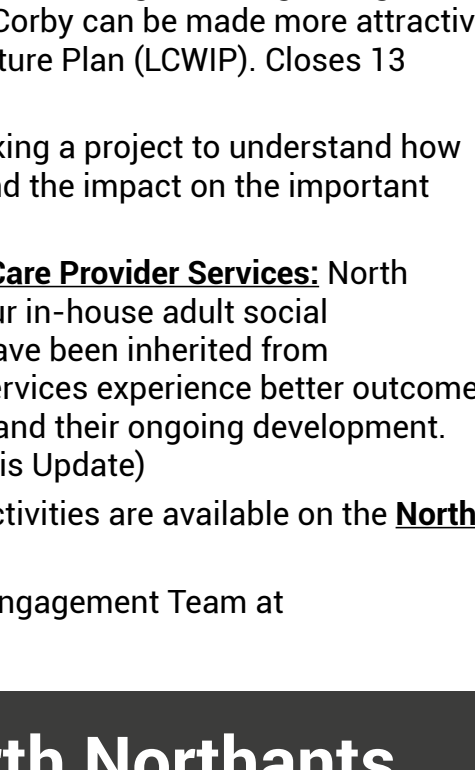 Corby can be made more attractiv
ture Plan (LCWIP). Closes 13
king a project to understand how
d the impact on the important
Care Provider Services: North
ur in-house adult social
ave been inherited from
ervices experience better outcome
and their ongoing development.
is Update)
ctivities are available on the North
ngagement Team at
rth Northants